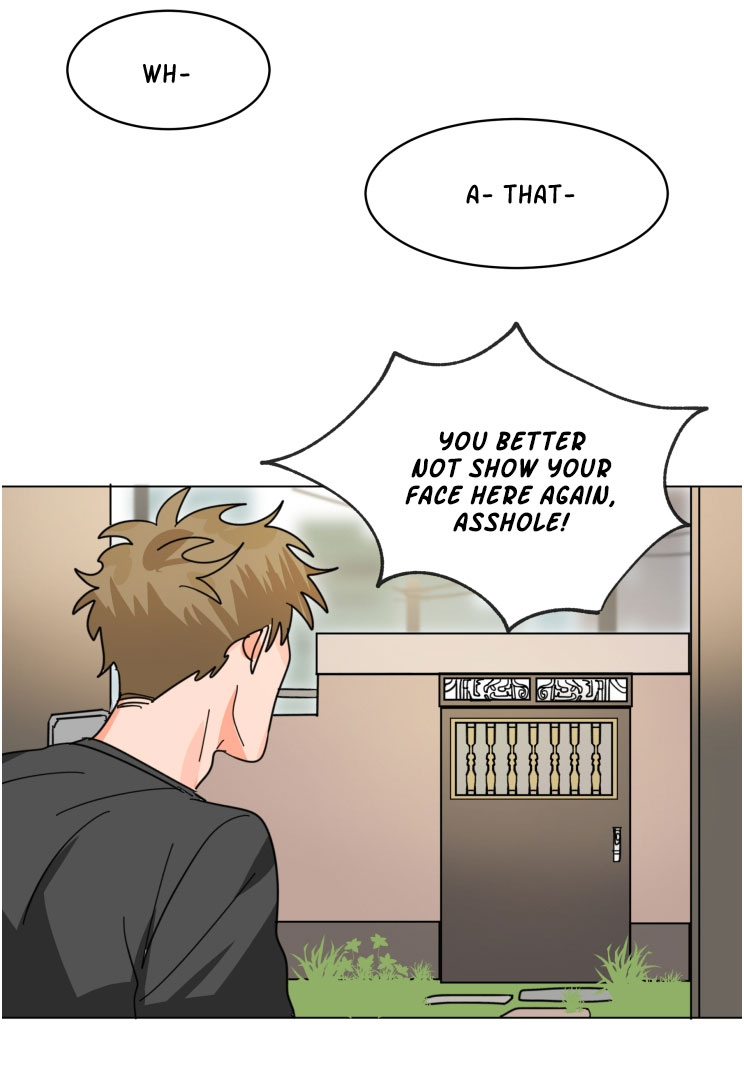 WH-
A- THAT-
YOU BETTER
NOT SHOW YOUR
FACE HERE AGAIN,
ASSHOLE!